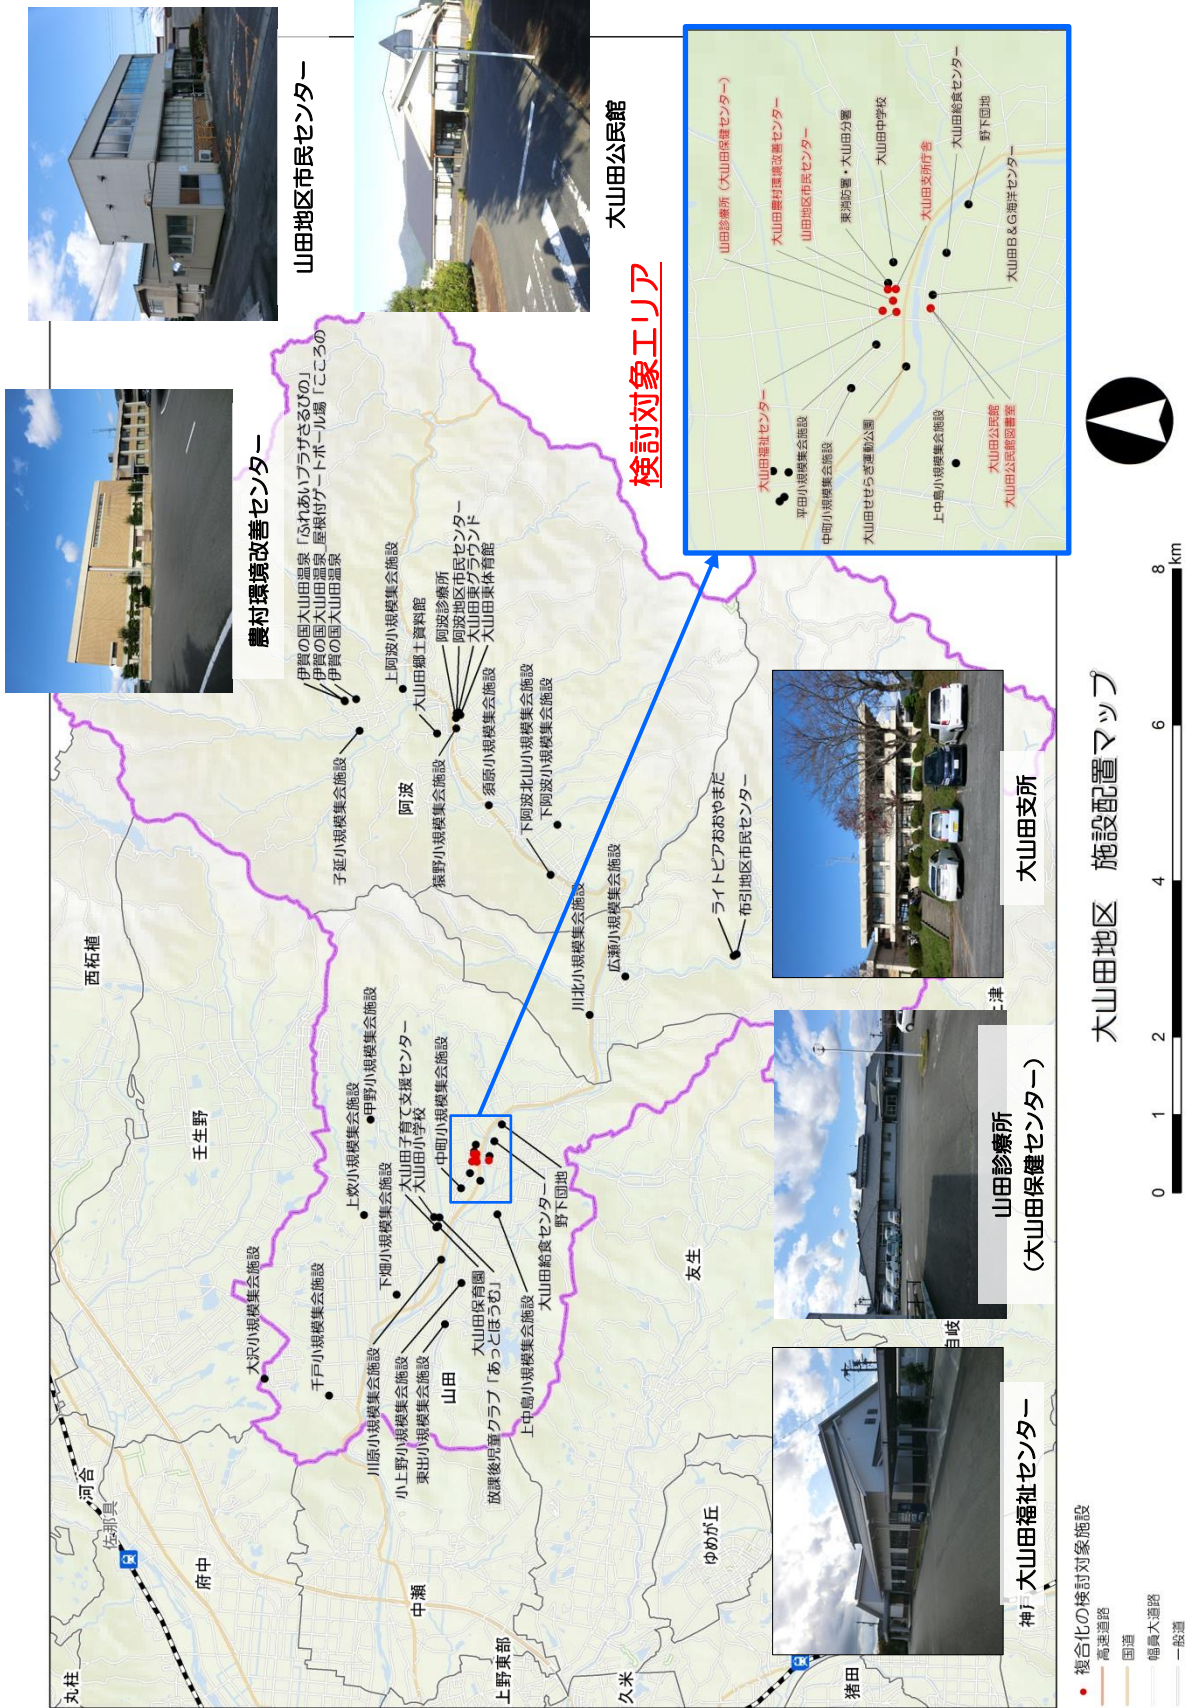 大山田地区　施設配置マップ
検討対象エリア
農村環境改善センター
山田地区市民センター
大山田公民館
大山田支所
山田診療所
（大山田保健センター）
大山田福祉センター
丸柱
河合
佐那具
府中
西柘植
壬生野
中瀬
上野東部
久米
ゆめが丘
友生
猪田
神戸
山田
阿波
大沢小規模集会施設
千戸小規模集会施設
上炊小規模集会施設
甲野小規模集会施設
下畑小規模集会施設
大山田子育て支援センター
大山田小学校
中町小規模集会施設
川原小規模集会施設
小上野小規模集会施設
東出小規模集会施設
大山田保育園
放課後児童クラブ「あっとほうむ」
上中島小規模集会施設
大山田給食センター
野下団地
伊賀の国大山田温泉「ふれあいプラザさるびの」
伊賀の国大山田温泉_屋根付ゲートボール場「こころの
伊賀の国大山田温泉
子延小規模集会施設
上阿波小規模集会施設
大山田郷土資料館
猿野小規模集会施設
阿波診療所
阿波地区市民センター
大山田東グラウンド
大山田東体育館
須原小規模集会施設
下阿波北山小規模集会施設
下阿波小規模集会施設
川北小規模集会施設
広瀬小規模集会施設
ライトピアおおやまだ
布引地区市民センター
山田診療所（大山田保健センター）
大山田農村環境改善センター
山田地区市民センター
東消防署・大山田分署
大山田中学校
大山田支所庁舎
大山田給食センター
野下団地
大山田Ｂ＆Ｇ海洋センター
大山田福祉センター
平田小規模集会施設
中町小規模集会施設
大山田せせらぎ運動公園
上中島小規模集会施設
大山田公民館
大山田公民館図書室
複合化の検討対象施設
高速道路
国道
幅員大道路
一般道
0 1 2 4 6 8
km